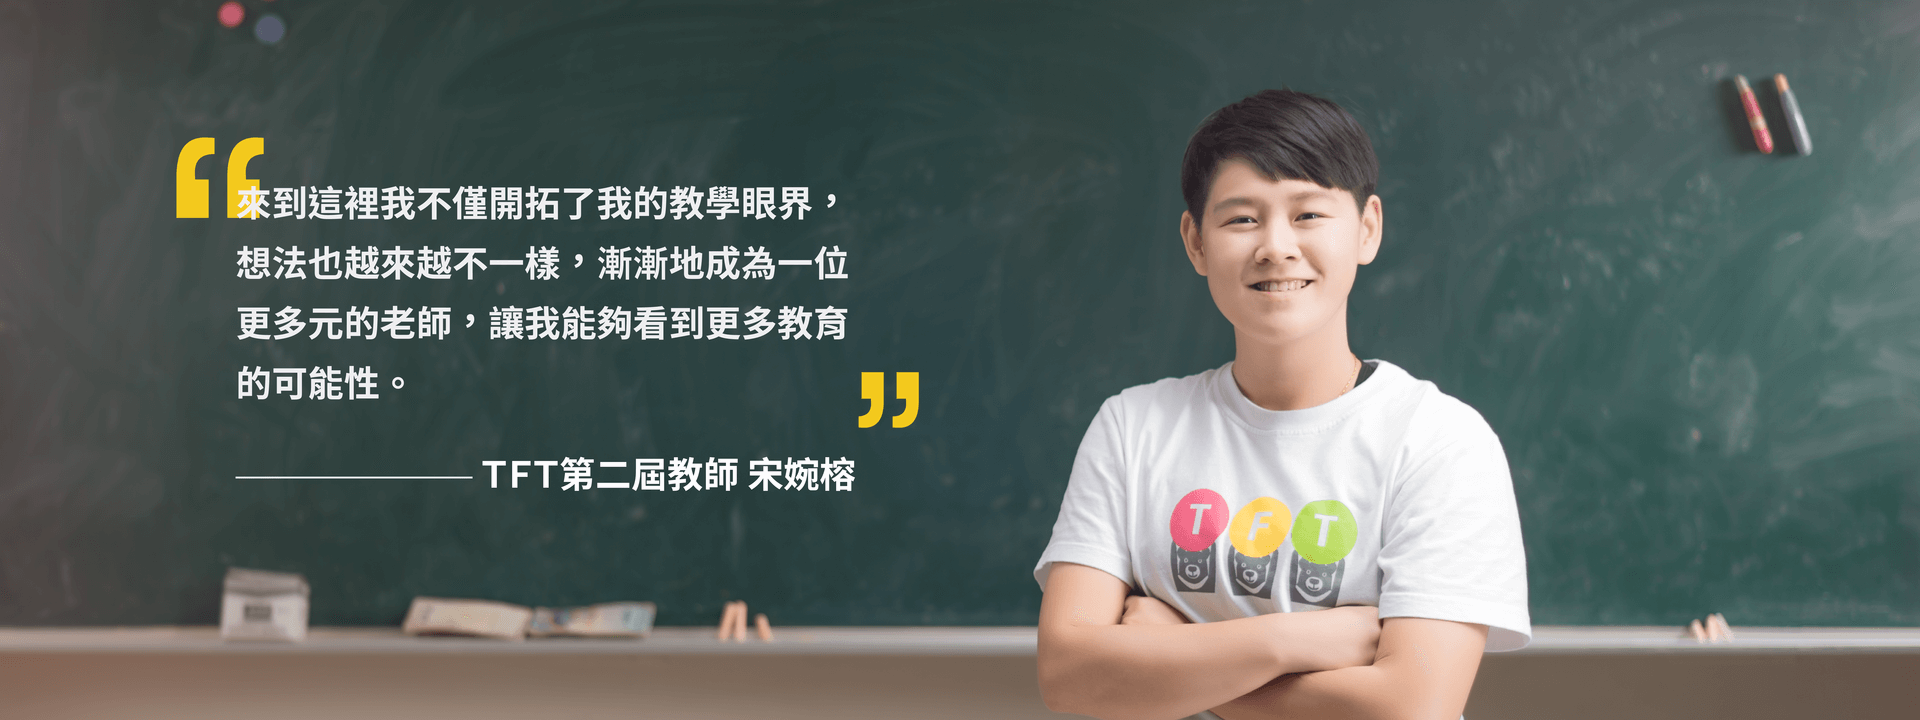 來到這裡我不僅開拓了我的教學眼界，
想法也越來越不一樣，漸漸地成為一位
更多元的老師，讓我能夠看到更多教育
的可能性。
TFT第二屆教師 宋婉榕
T F T